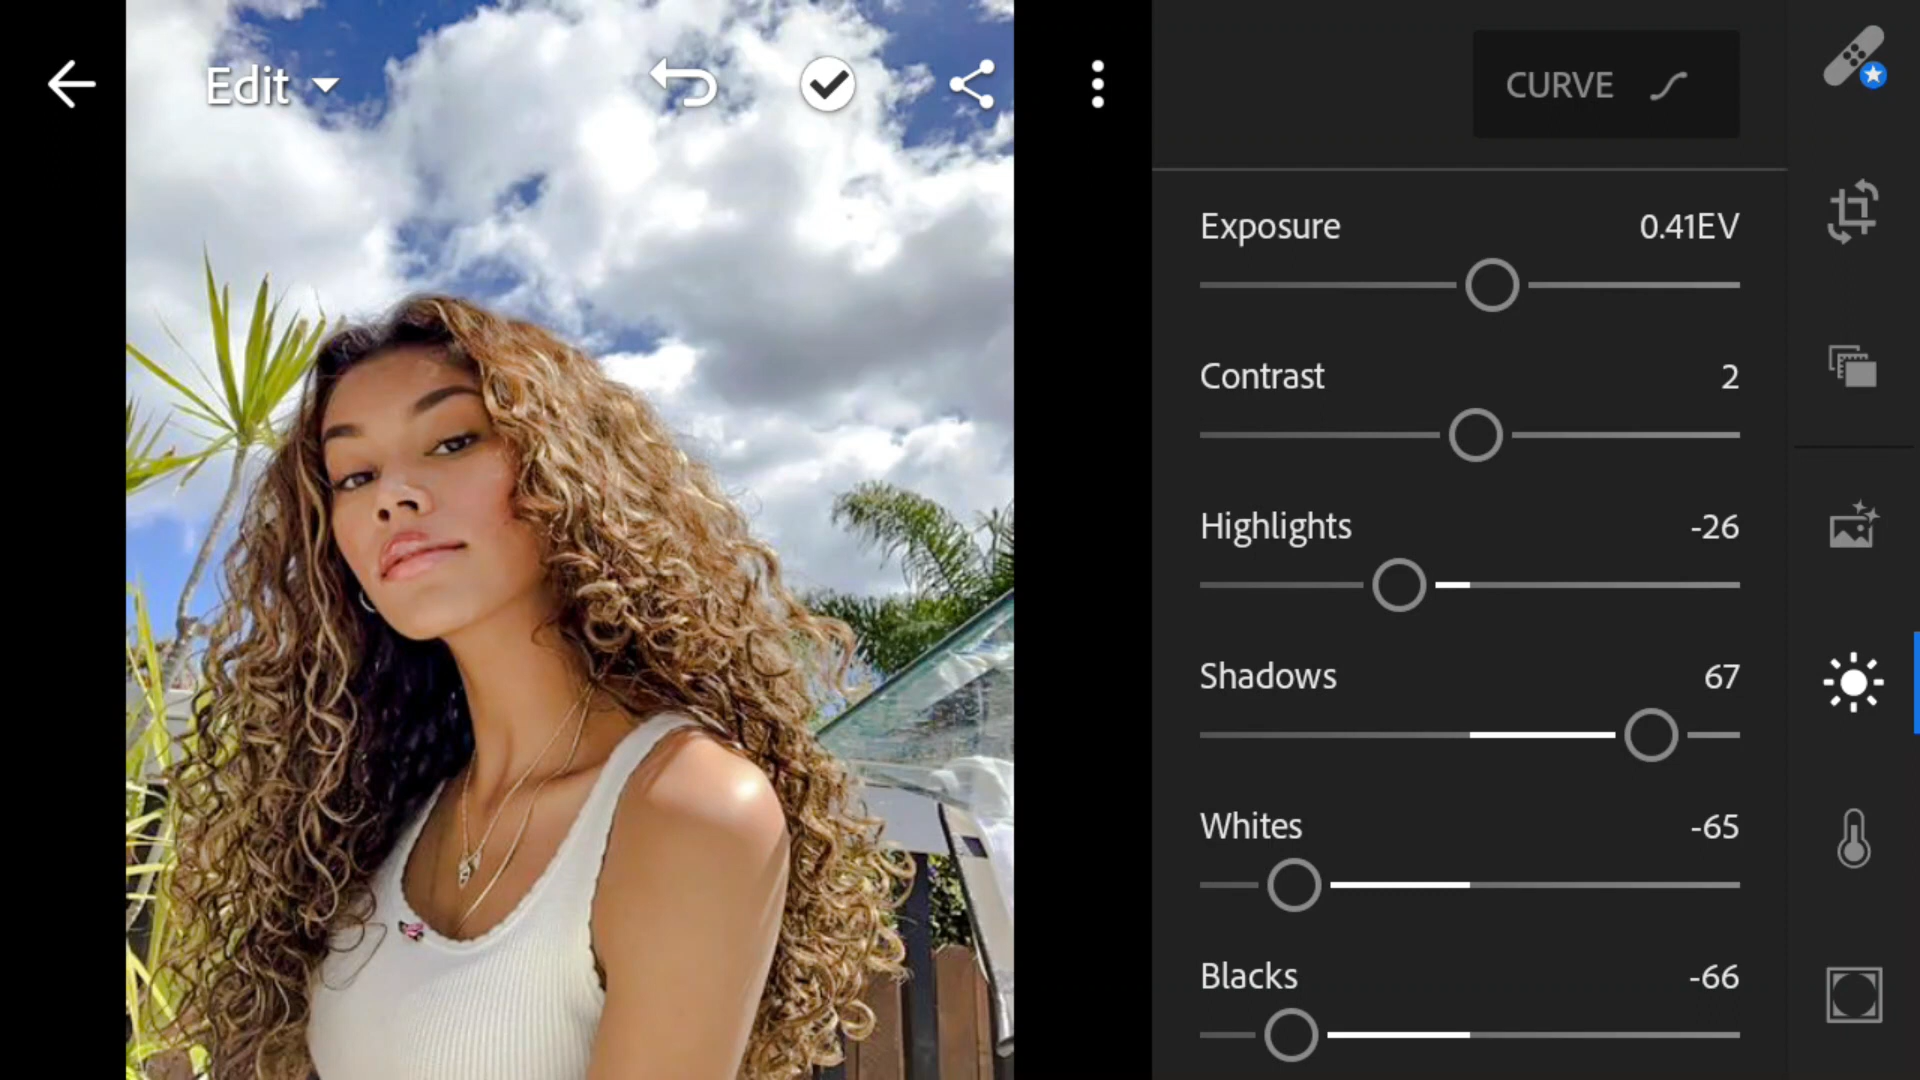 Edit
CURVE
Exposure 0.41EV
Contrast 2
Highlights -26
Shadows 67
Whites -65
Blacks -66